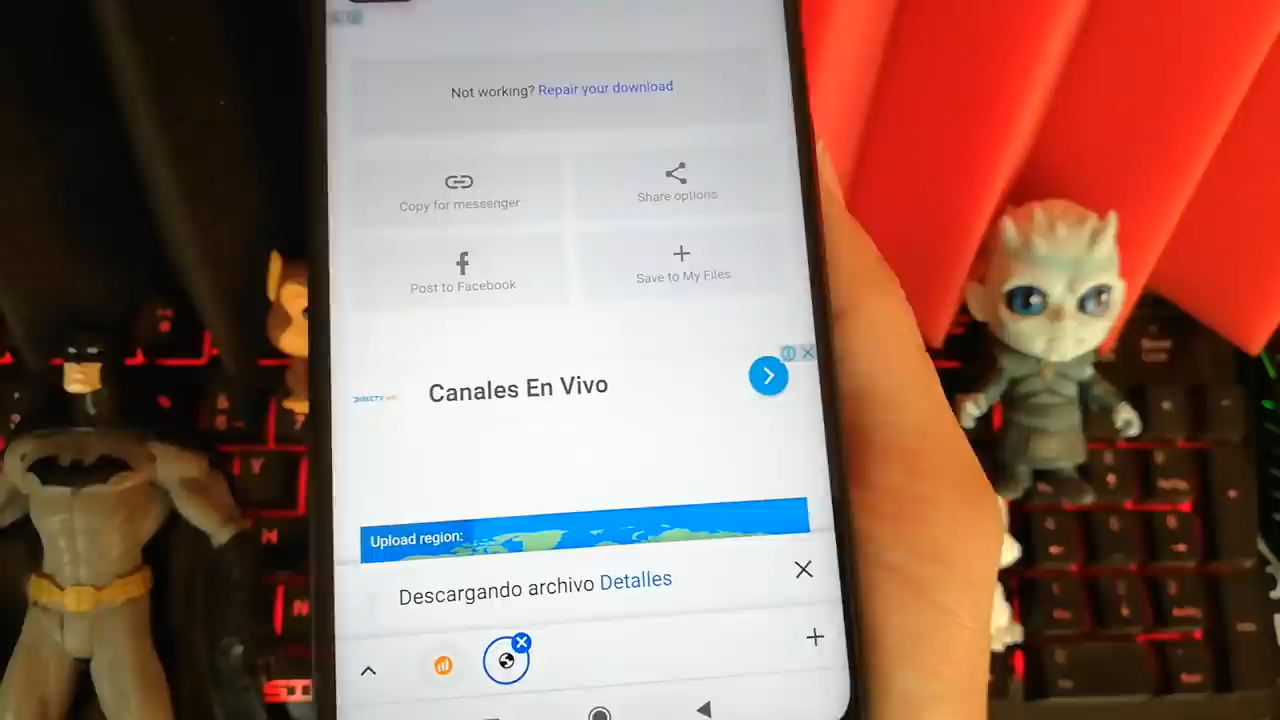 Not working? Repair your download
Copy for messenger
Share options
Post to Facebook
Save to My Files
DIRECTV
Canales En Vivo
Upload region:
Descargando archivo Detalles
Y
H
N